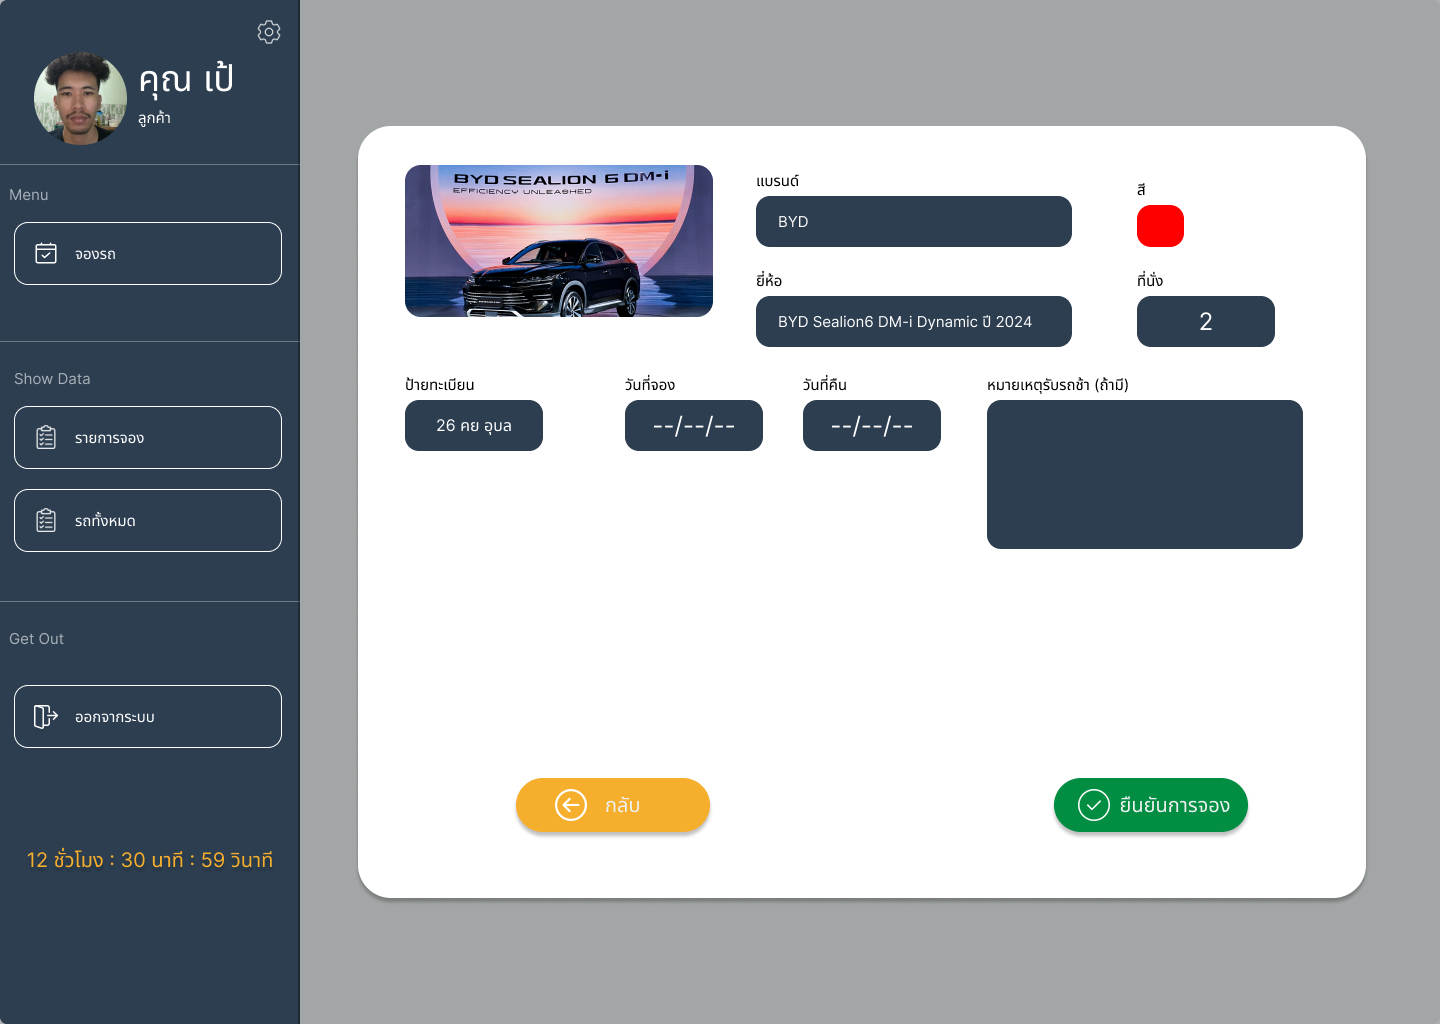 คุณ เป้
ลูกค้า
Menu
จองรถ
Show Data
รายการจอง
รถทั้งหมด
Get Out
ออกจากระบบ
12 ชั่วโมง : 30 นาที : 59 วินาที
BYD SEALION 6 DM-i
EFFICIENCY UNLEASHED
แบรนด์
BYD
สี
ยี่ห้อ
BYD Sealion6 DM-i Dynamic ปี 2024
ที่นั่ง
2
ป้ายทะเบียน
26 คย อุบล
วันที่จอง
--/--/--
วันที่คืน
--/--/--
หมายเหตุรับรถช้า (ถ้ามี)
กลับ
ยืนยันการจอง